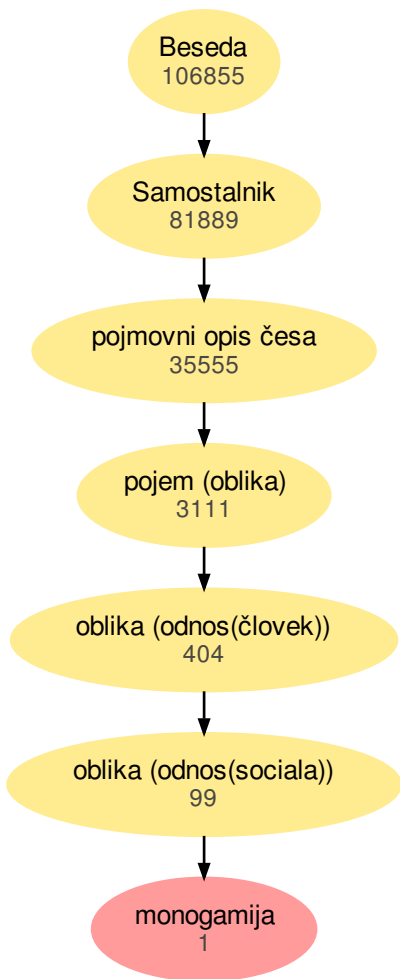 Beseda
106855
Samostalnik
81889
pojmovni opis česa
35555
pojem (oblika)
3111
oblika (odnos(človek))
404
oblika (odnos(sociala))
99
monogamija
1